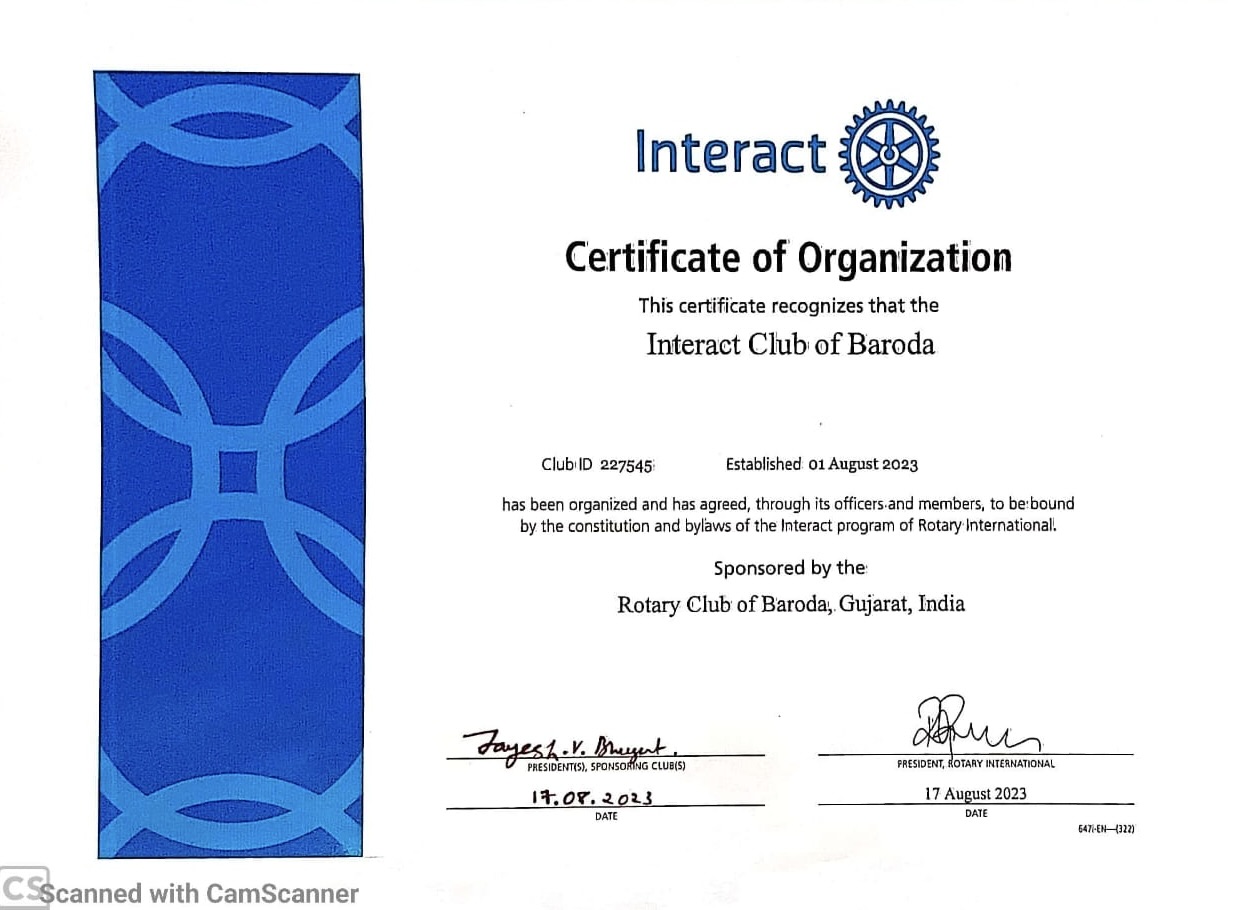 Interact
Certificate of Organization
This certificate recognizes that the
Interact Club of Baroda
Club ID 227545 Established 01 August 2023
has been organized and has agreed, through its officers and members, to be bound
by the constitution and bylaws of the Interact program of Rotary International.
Sponsored by the
Rotary Club of Baroda, Gujarat, India
Jayesh.V.
PRESIDENT(S), SPONSORING CLUB(S)
PRESIDENT, ROTARY INTERNATIONAL
17.08.2023
17 August 2023
DATE
DATE
647i-EN—(322)
CS Scanned with CamScanner